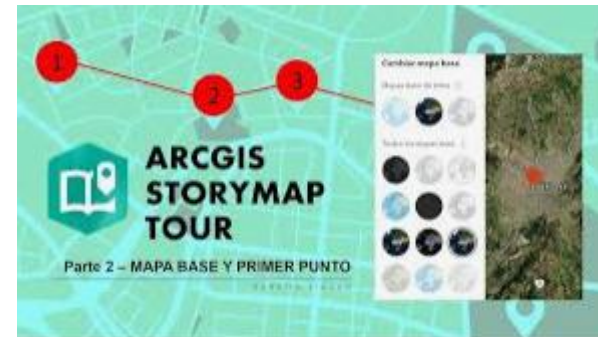 1
2
3
ARCGIS
STORYMAP
TOUR
Parte 2 – MAPA BASE Y PRIMER PUNTO
Cambiar mapa base